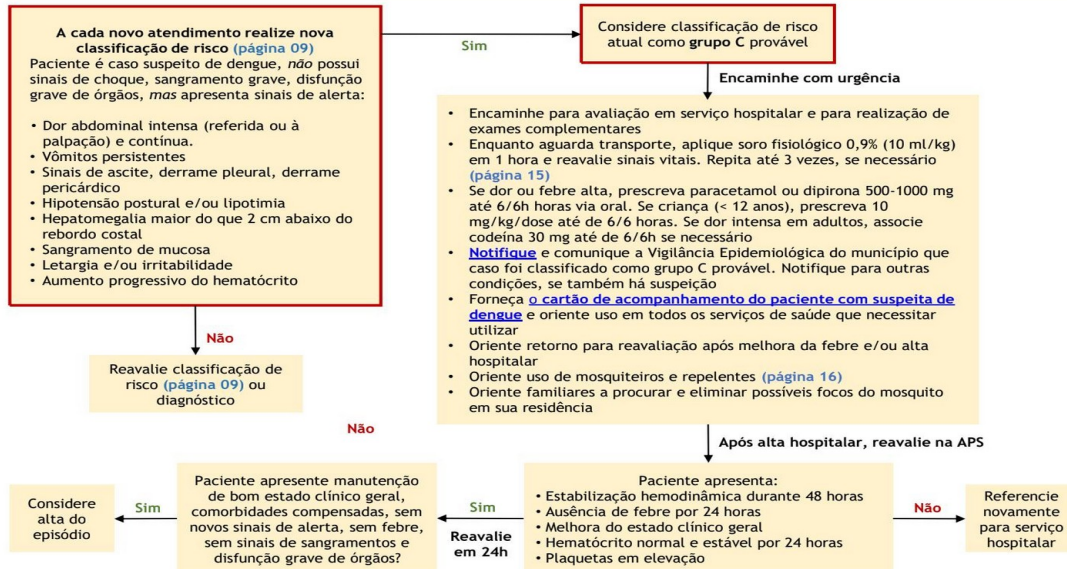 A cada novo atendimento realize nova
classificação de risco (página 09)
Paciente é caso suspeito de dengue, não possui
sinais de choque, sangramento grave, disfunção
grave de órgãos, mas apresenta sinais de alerta:
• Dor abdominal intensa (referida ou à
palpação) e contínua.
• Vômitos persistentes
• Sinais de ascite, derrame pleural, derrame
pericárdico
• Hipotensão postural e/ou lipotimia
• Hepatomegalia maior do que 2 cm abaixo do
rebordo costal
• Sangramento de mucosa
• Letargia e/ou irritabilidade
• Aumento progressivo do hematócrito
Sim
Considere classificação de risco
atual como grupo C provável
Encaminhe com urgência
• Encaminhe para avaliação em serviço hospitalar e para realização de
exames complementares
• Enquanto aguarda transporte, aplique soro fisiológico 0,9% (10 ml/kg)
em 1 hora e reavalie sinais vitais. Repita até 3 vezes, se necessário
(página 15)
• Se dor ou febre alta, prescreva paracetamol ou dipirona 500-1000 mg
até 6/6h horas via oral. Se criança (< 12 anos), prescreva 10
mg/kg/dose até de 6/6 horas. Se dor intensa em adultos, associe
codeína 30 mg até de 6/6h se necessário
• Notifique e comunique a Vigilância Epidemiológica do município que
caso foi classificado como grupo C provável. Notifique para outras
condições, se também há suspeição
• Forneça o cartão de acompanhamento do paciente com suspeita de
dengue e oriente uso em todos os serviços de saúde que necessitar
utilizar
• Oriente retorno para reavaliação após melhora da febre e/ou alta
hospitalar
• Oriente uso de mosquiteiros e repelentes (página 16)
• Oriente familiares a procurar e eliminar possíveis focos do mosquito
em sua residência
Não
Reavalie classificação de
risco (página 09) ou
diagnóstico
Não
Após alta hospitalar, reavalie na APS
Paciente apresenta:
• Estabilização hemodinâmica durante 48 horas
• Ausência de febre por 24 horas
• Melhora do estado clínico geral
• Hematócrito normal e estável por 24 horas
• Plaquetas em elevação
Não
Referencie
novamente para serviço
hospitalar
Sim
Reavalie
em 24h
Paciente apresente manutenção
de bom estado clínico geral,
comorbidades compensadas, sem
novos sinais de alerta, sem febre,
sem sinais de sangramentos e
disfunção grave de órgãos?
Sim
Considere
alta do
episódio